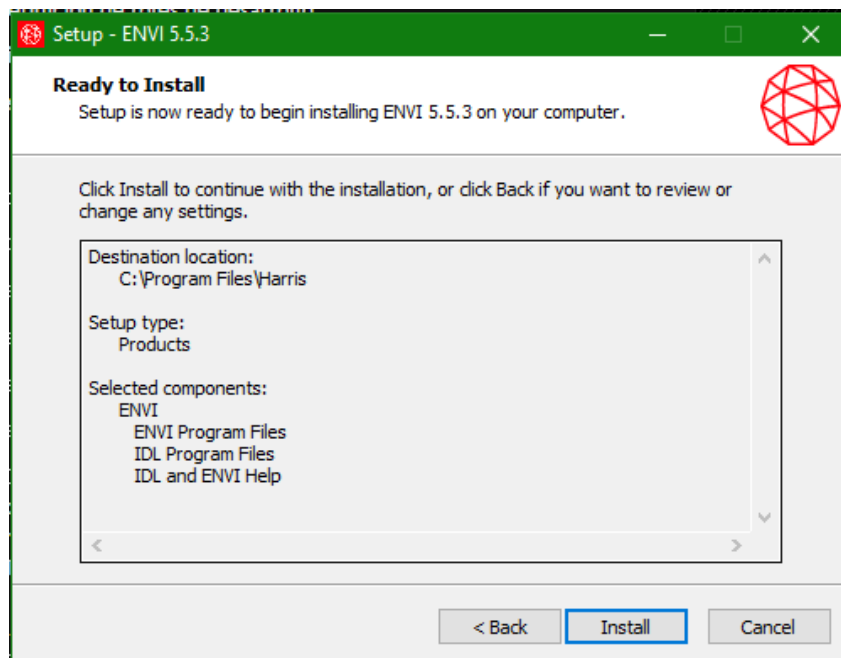 Setup - ENVI 5.5.3
Ready to Install
Setup is now ready to begin installing ENVI 5.5.3 on your computer.
Click Install to continue with the installation, or click Back if you want to review or
change any settings.
Destination location:
C:\Program Files\Harris
Setup type:
Products
Selected components:
ENVI
ENVI Program Files
IDL Program Files
IDL and ENVI Help
< Back
Install
Cancel